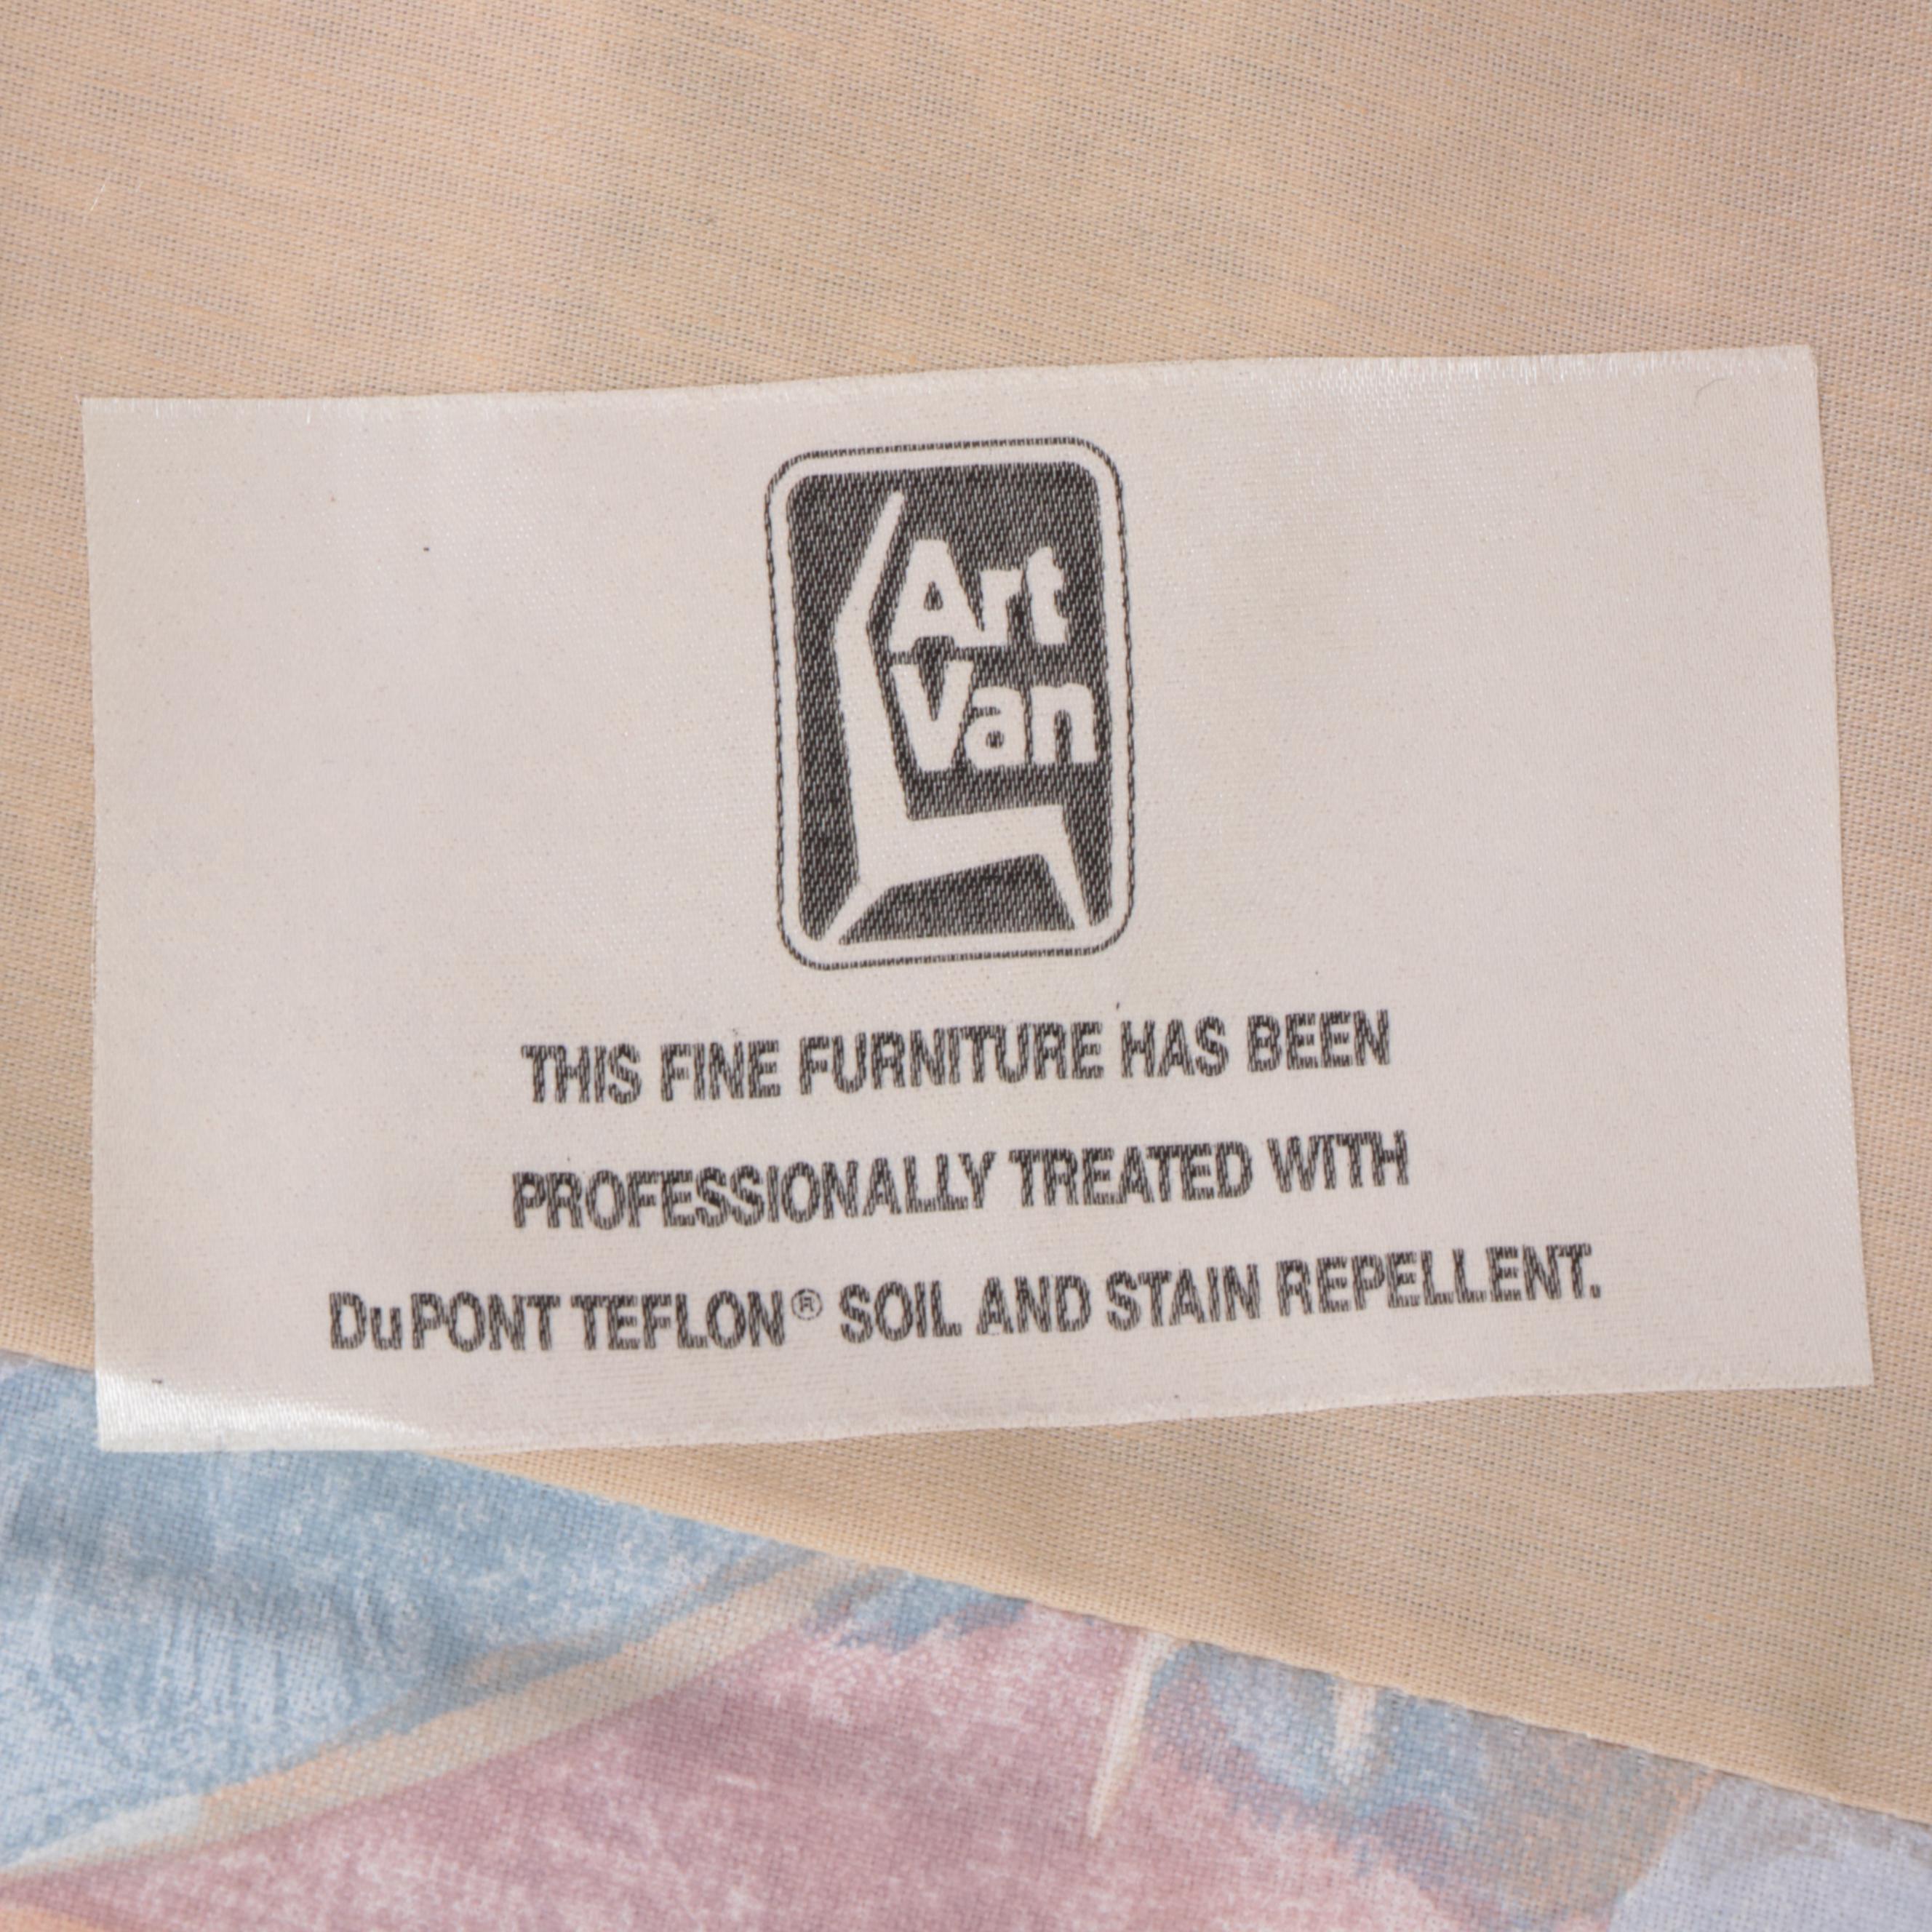 Art
Van
THIS FINE FURNITURE HAS BEEN
PROFESSIONALLY TREATED WITH
DuPONT TEFLON® SOIL AND STAIN REPELLENT.